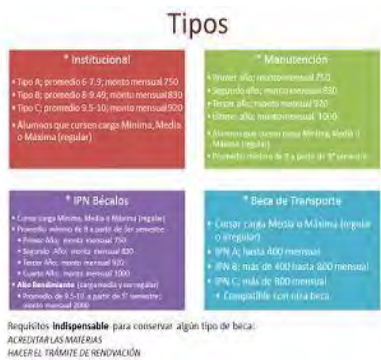 Tipos
* Institucional
• Tipo A; promedio 6-7.9; monto mensual 750
• Tipo B; promedio 8-9.49; monto mensual 830
• Tipo C; promedio 9.5-10; monto mensual 920
• Alumnos que cursen carga Mínima, Media
o Máxima (regular)
* Manutención
• Primer año; monto mensual 750
• Segundo Año; monto mensual 830
• Tercer Año; monto mensual 920
• año; monto mensual 1000
• Alumnos que cursen carga Mínima, Media o
Máxima (regular)
• Promedio mínimo de 8 a partir de semestre
* IPN Bécalos
• Cursar carga Mínima, Media o Máxima (regular)
• Promedio mínimo de 8 a partir de 3er semestre
• Primer Año; monto mensual 750
• Segundo Año; monto mensual 830
• Tercer Año; monto mensual 920
• Cuarto Año; monto mensual 1000
• Alto Rendimiento (carga media y ser regular)
• Promedio de 9.5-10 a partir de 5° semestre;
monto mensual 2000
* Beca de Transporte
• Cursar carga Media o Máxima (regular
o irregular)
• IPN A; hasta 400 mensual
• IPN B; más de 400 hasta 800 mensual
• IPN C; más de 800 mensual
• Compatible con otra beca.
Requisitos indispensable para conservar algún tipo de beca:
ACREDITAR LAS MATERIAS
HACER EL TRÁMITE DE RENOVACIÓN